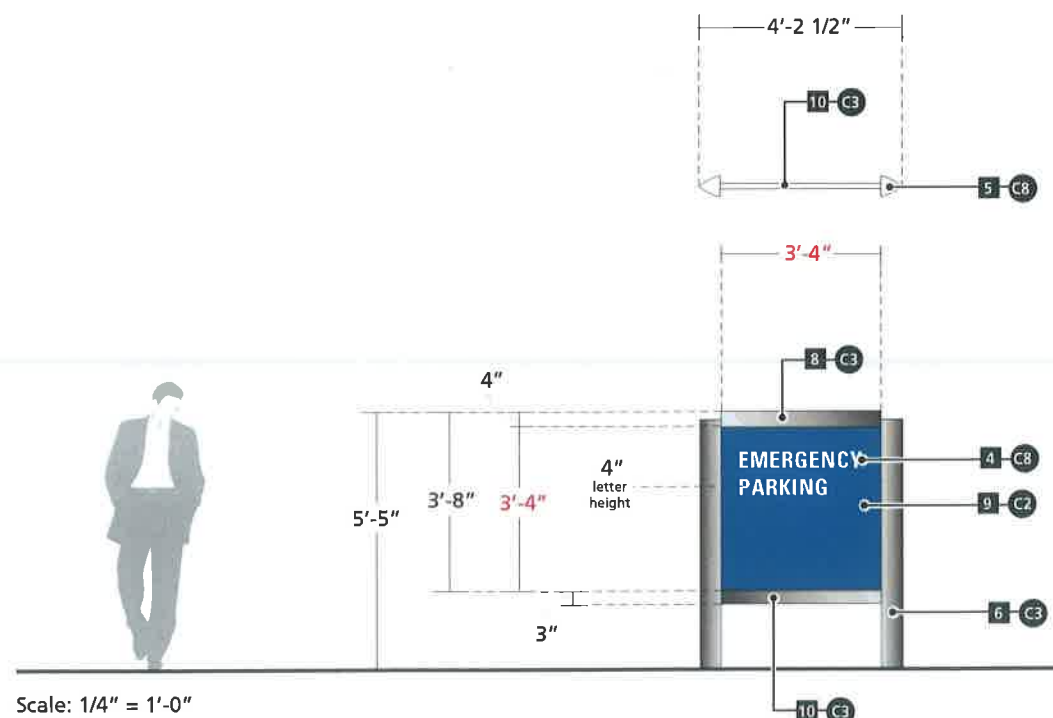 4'-2 1/2"
10 C3
5 C8
3'-4"
8 C3
4"
EMERGENCY
PARKING
4 C8
4"
letter
height
3'-8"
3'-4"
5'-5"
9 C2
3"
6 C3
10 C3
Scale: 1/4" = 1'-0"